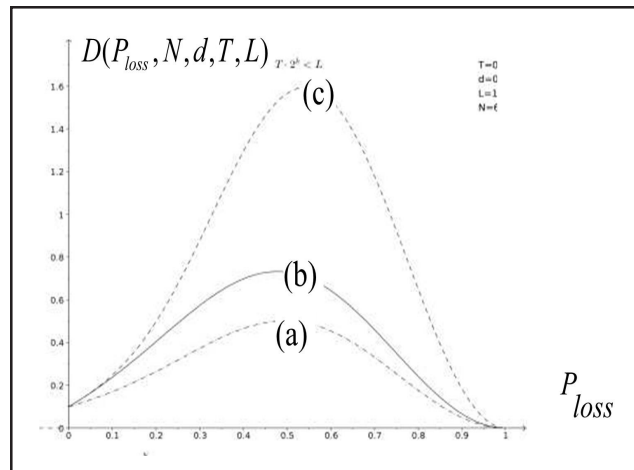 D(P_loss, N, d, T, L) T · 2^k < L
T=0
d=0
L=1
N=6
1.6
(c)
1.4
1.2
1
0.8
(b)
0.6
(a)
0.4
0.2
0
0 0.1 0.2 0.3 0.4 0.5 0.6 0.7 0.8 0.9 1
P_loss